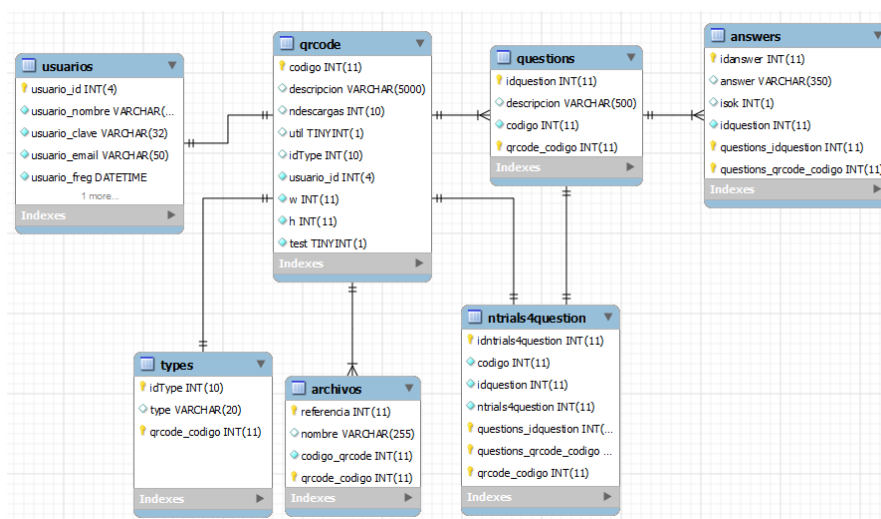 usuarios
usuario_id INT(4)
usuario_nombre VARCHAR(...
usuario_clave VARCHAR(32)
usuario_email VARCHAR(50)
usuario_freg DATETIME
1 more...
Indexes
qrcode
codigo INT(11)
descripcion VARCHAR(5000)
ndescargas INT(10)
util TINYINT(1)
idType INT(10)
usuario_id INT(4)
w INT(11)
h INT(11)
test TINYINT(1)
Indexes
questions
idquestion INT(11)
descripcion VARCHAR(500)
codigo INT(11)
qrcode_codigo INT(11)
Indexes
answers
idanswer INT(11)
answer VARCHAR(350)
isok INT(1)
idquestion INT(11)
questions_idquestion INT(11)
questions_qrcode_codigo INT(11)
Indexes
types
idType INT(10)
type VARCHAR(20)
qrcode_codigo INT(11)
Indexes
archivos
referencia INT(11)
nombre VARCHAR(255)
codigo_qrcode INT(11)
qrcode_codigo INT(11)
Indexes
ntrials4question
idntrials4question INT(11)
codigo INT(11)
idquestion INT(11)
ntrials4question INT(11)
questions_idquestion INT(...
questions_qrcode_codigo ...
qrcode_codigo INT(11)
Indexes